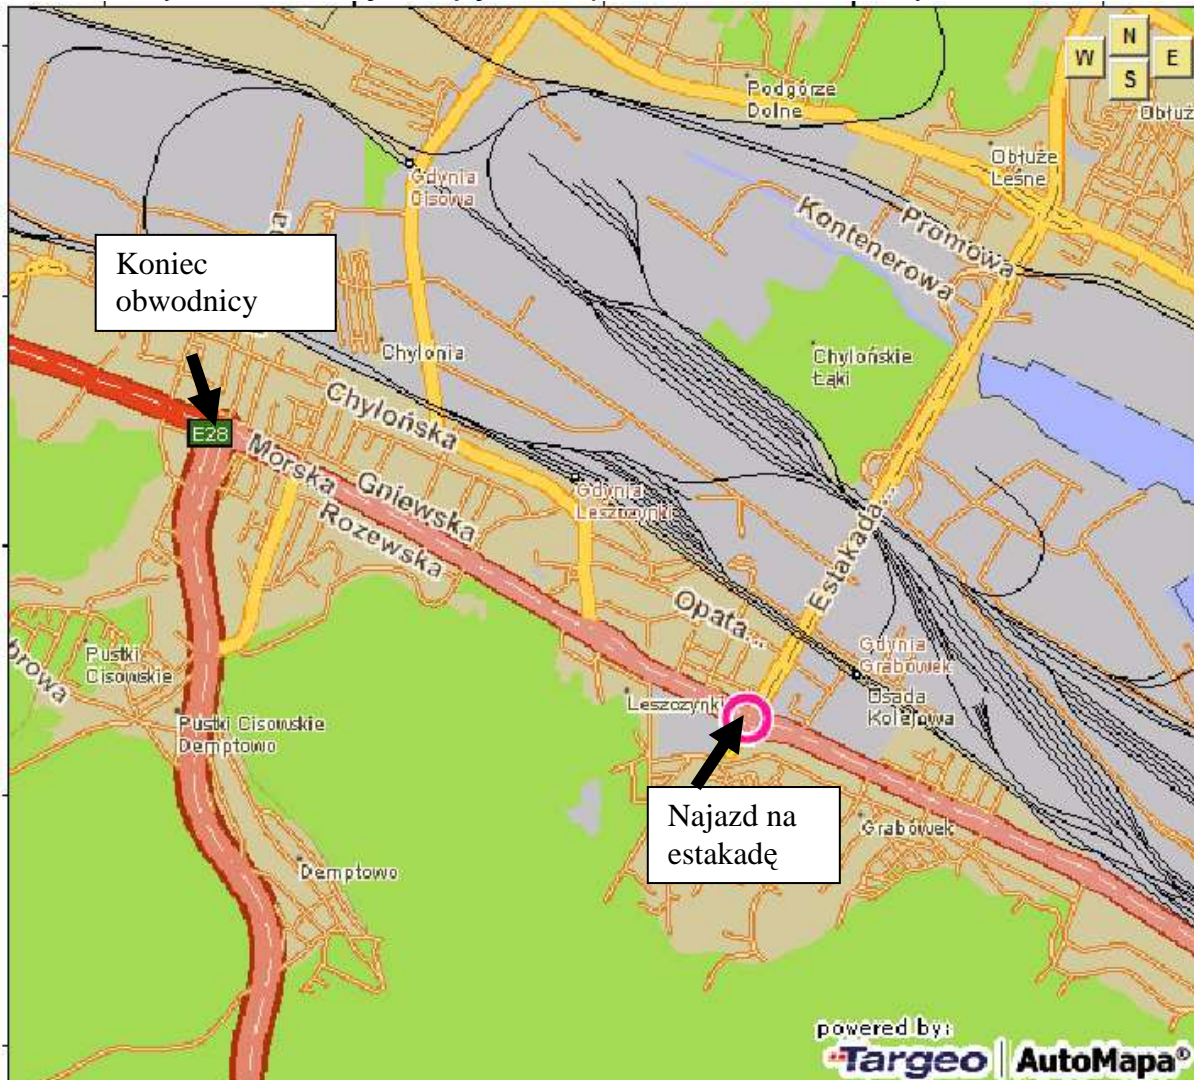 N
W
E
S
Podgórze
Dolne
Obłuż
Obłuże
Leśne
Gdynia
Cisowa
Kontenerowa
Promowa
Koniec
obwodnicy
Chylonia
Chylońskie
Łąki
Chylońska
E28
Morska
Gniewska
Rozewska
Gdynia
Leszczynki
Estakada...
Opata...
Gdynia
Grabówek
Osada
Kolejowa
Pustki
Cisowskie
browa
Leszczynki
Pustki Cisowskie
Demptowo
Najazd na
estakadę
Grabówek
Demptowo
powered by:
Targeo | AutoMapa®